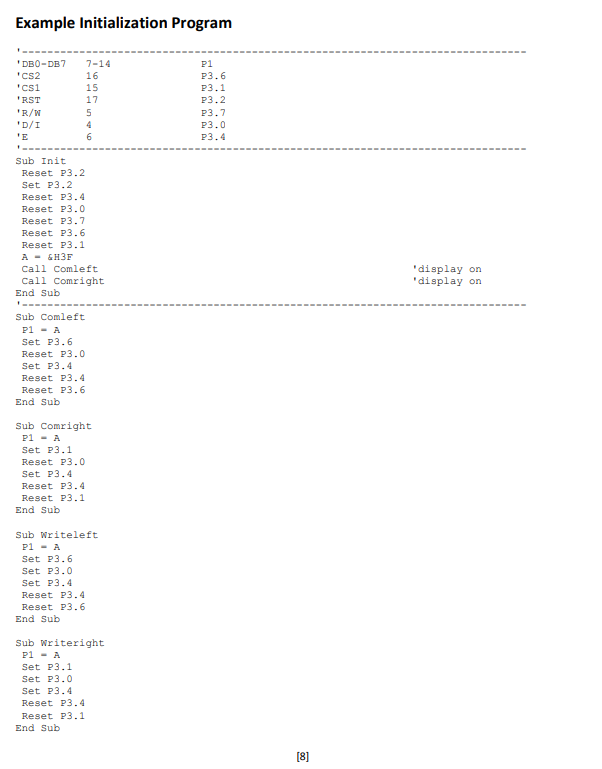 Example Initialization Program
'-------------------------------------------------------------------------------
'DB0-DB7 7-14 P1
'CS2 16 P3.6
'CS1 15 P3.1
'RST 17 P3.2
'R/W 5 P3.7
'D/I 4 P3.0
'E 6 P3.4
'-------------------------------------------------------------------------------
Sub Init
Reset P3.2
Set P3.2
Reset P3.4
Reset P3.0
Reset P3.7
Reset P3.6
Reset P3.1
A = &H3F
Call Comleft 'display on
Call Comright 'display on
End Sub
'-------------------------------------------------------------------------------
Sub Comleft
P1 = A
Set P3.6
Reset P3.0
Set P3.4
Reset P3.4
Reset P3.6
End Sub
Sub Comright
P1 = A
Set P3.1
Reset P3.0
Set P3.4
Reset P3.4
Reset P3.1
End Sub
Sub Writeleft
P1 = A
Set P3.6
Set P3.0
Set P3.4
Reset P3.4
Reset P3.6
End Sub
Sub Writeright
P1 = A
Set P3.1
Set P3.0
Set P3.4
Reset P3.4
Reset P3.1
End Sub
[8]